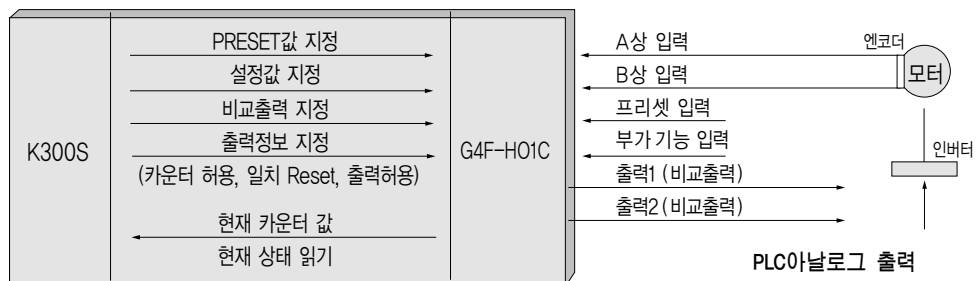 K300S
PRESET값 지정
설정값 지정
비교출력 지정
출력정보 지정
(카운터 허용, 일치 Reset, 출력허용)
현재 카운터 값
현재 상태 읽기
G4F-HO1C
A상 입력
B상 입력
프리셋 입력
부가기능 입력
출력1 (비교출력)
출력2 (비교출력)
엔코더
모터
인버터
PLC아날로그 출력